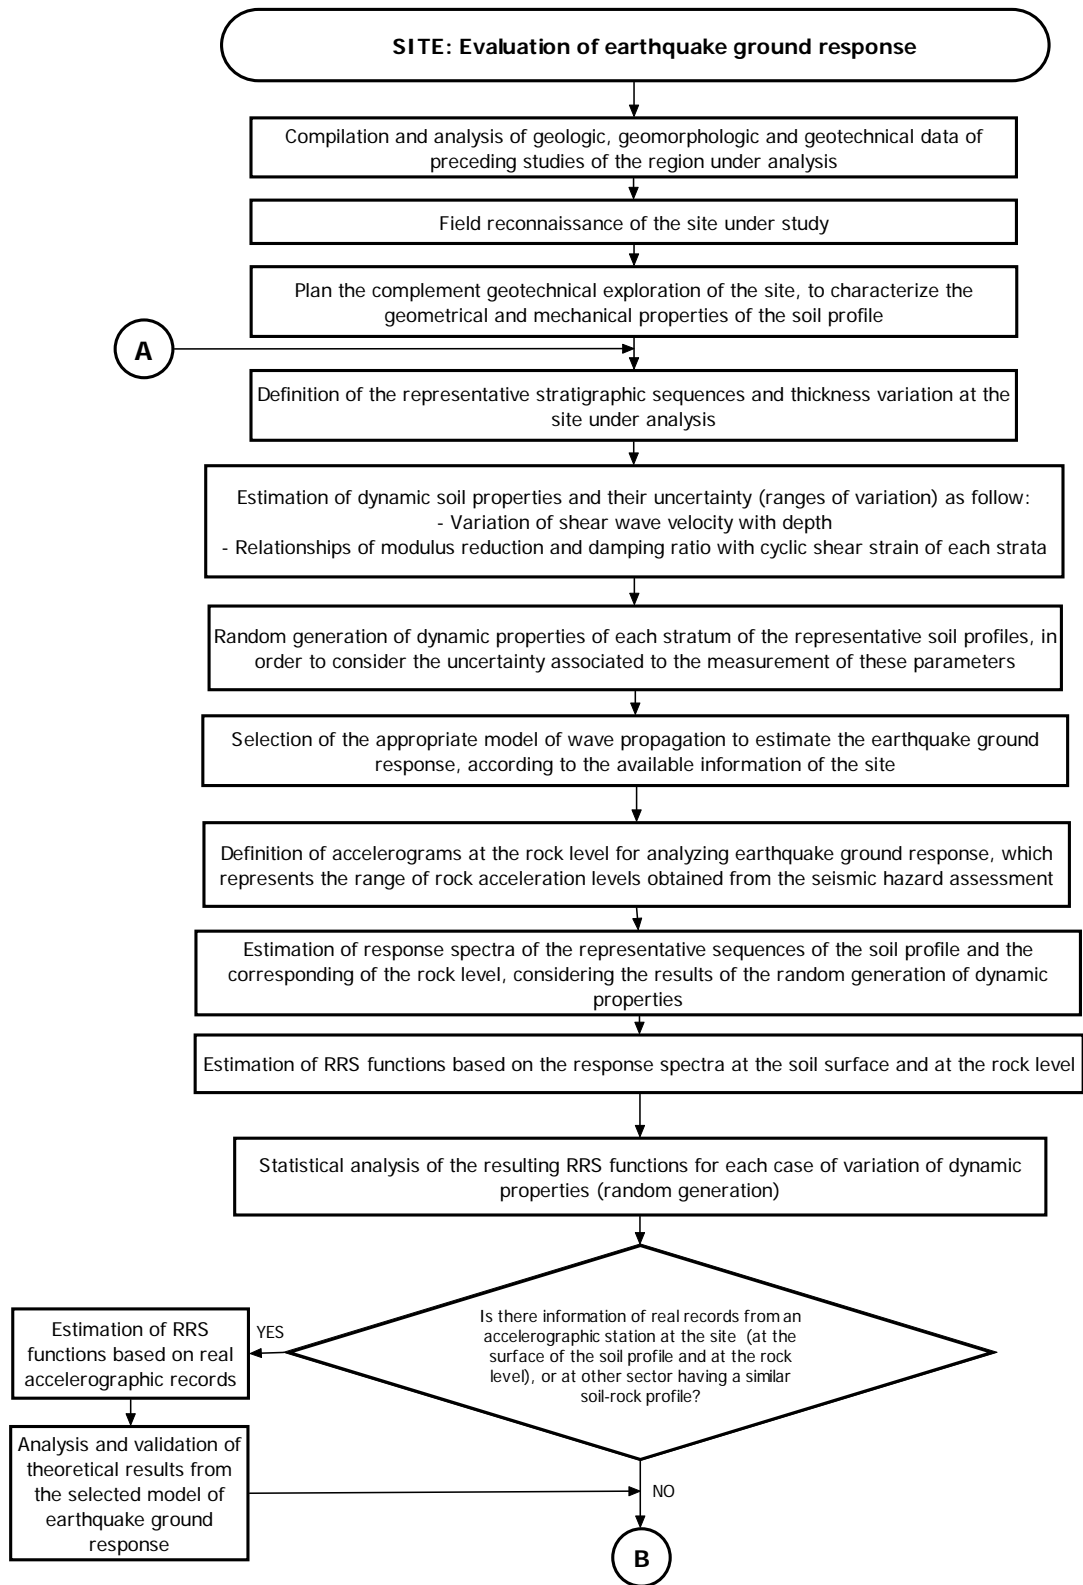 SITE: Evaluation of earthquake ground response
Compilation and analysis of geologic, geomorphologic and geotechnical data of
preceding studies of the region under analysis
Field reconnaissance of the site under study
Plan the complement geotechnical exploration of the site, to characterize the
geometrical and mechanical properties of the soil profile
A
Definition of the representative stratigraphic sequences and thickness variation at the
site under analysis
Estimation of dynamic soil properties and their uncertainty (ranges of variation) as follow:
- Variation of shear wave velocity with depth
- Relationships of modulus reduction and damping ratio with cyclic shear strain of each strata
Random generation of dynamic properties of each stratum of the representative soil profiles, in
order to consider the uncertainty associated to the measurement of these parameters
Selection of the appropriate model of wave propagation to estimate the earthquake ground
response, according to the available information of the site
Definition of accelerograms at the rock level for analyzing earthquake ground response, which
represents the range of rock acceleration levels obtained from the seismic hazard assessment
Estimation of response spectra of the representative sequences of the soil profile and the
corresponding of the rock level, considering the results of the random generation of dynamic
properties
Estimation of RRS functions based on the response spectra at the soil surface and at the rock level
Statistical analysis of the resulting RRS functions for each case of variation of dynamic
properties (random generation)
Is there information of real records from an
accelerographic station at the site (at the
surface of the soil profile and at the rock
level), or at other sector having a similar
soil-rock profile?
YES
Estimation of RRS
functions based on real
accelerographic records
Analysis and validation of
theoretical results from
the selected model of
earthquake ground
response
NO
B